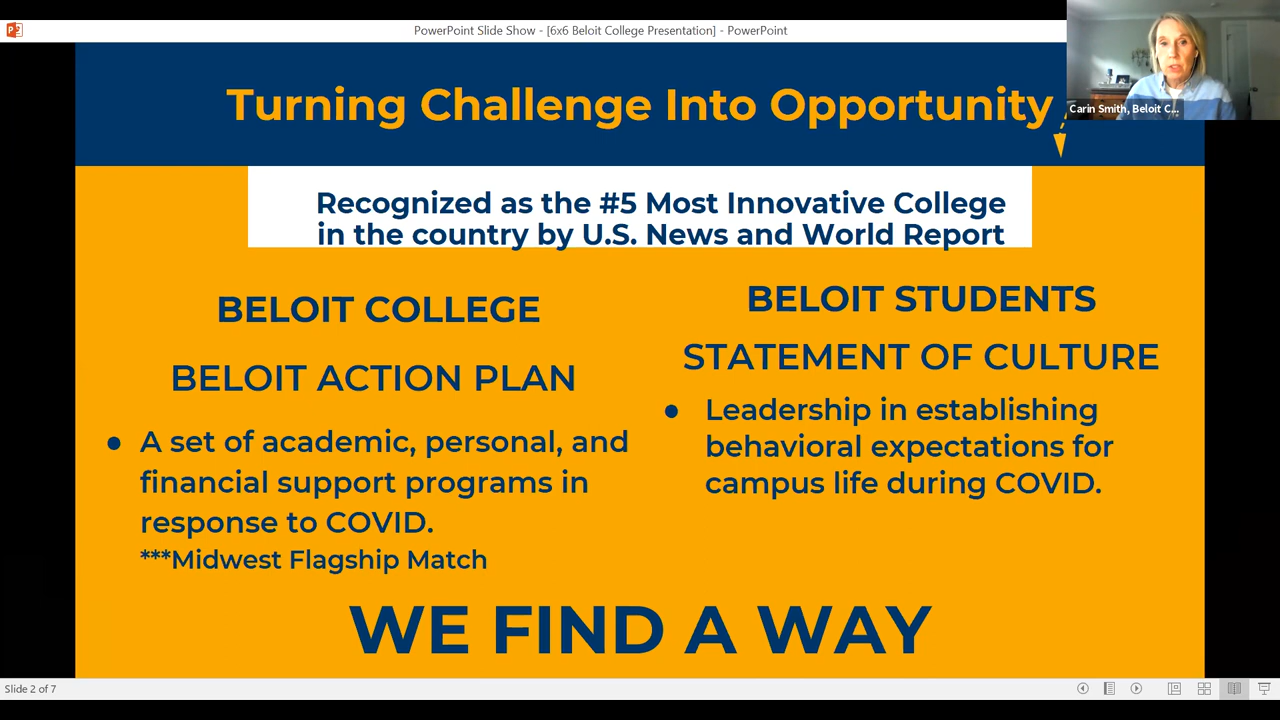 PowerPoint Slide Show - [6x6 Beloit College Presentation] - PowerPoint
Carin Smith, Beloit C...
Turning Challenge Into Opportunity
Recognized as the #5 Most Innovative College
in the country by U.S. News and World Report
BELOIT COLLEGE
BELOIT ACTION PLAN
● A set of academic, personal, and
financial support programs in
response to COVID.
***Midwest Flagship Match
BELOIT STUDENTS
STATEMENT OF CULTURE
● Leadership in establishing
behavioral expectations for
campus life during COVID.
WE FIND A WAY
Slide 2 of 7